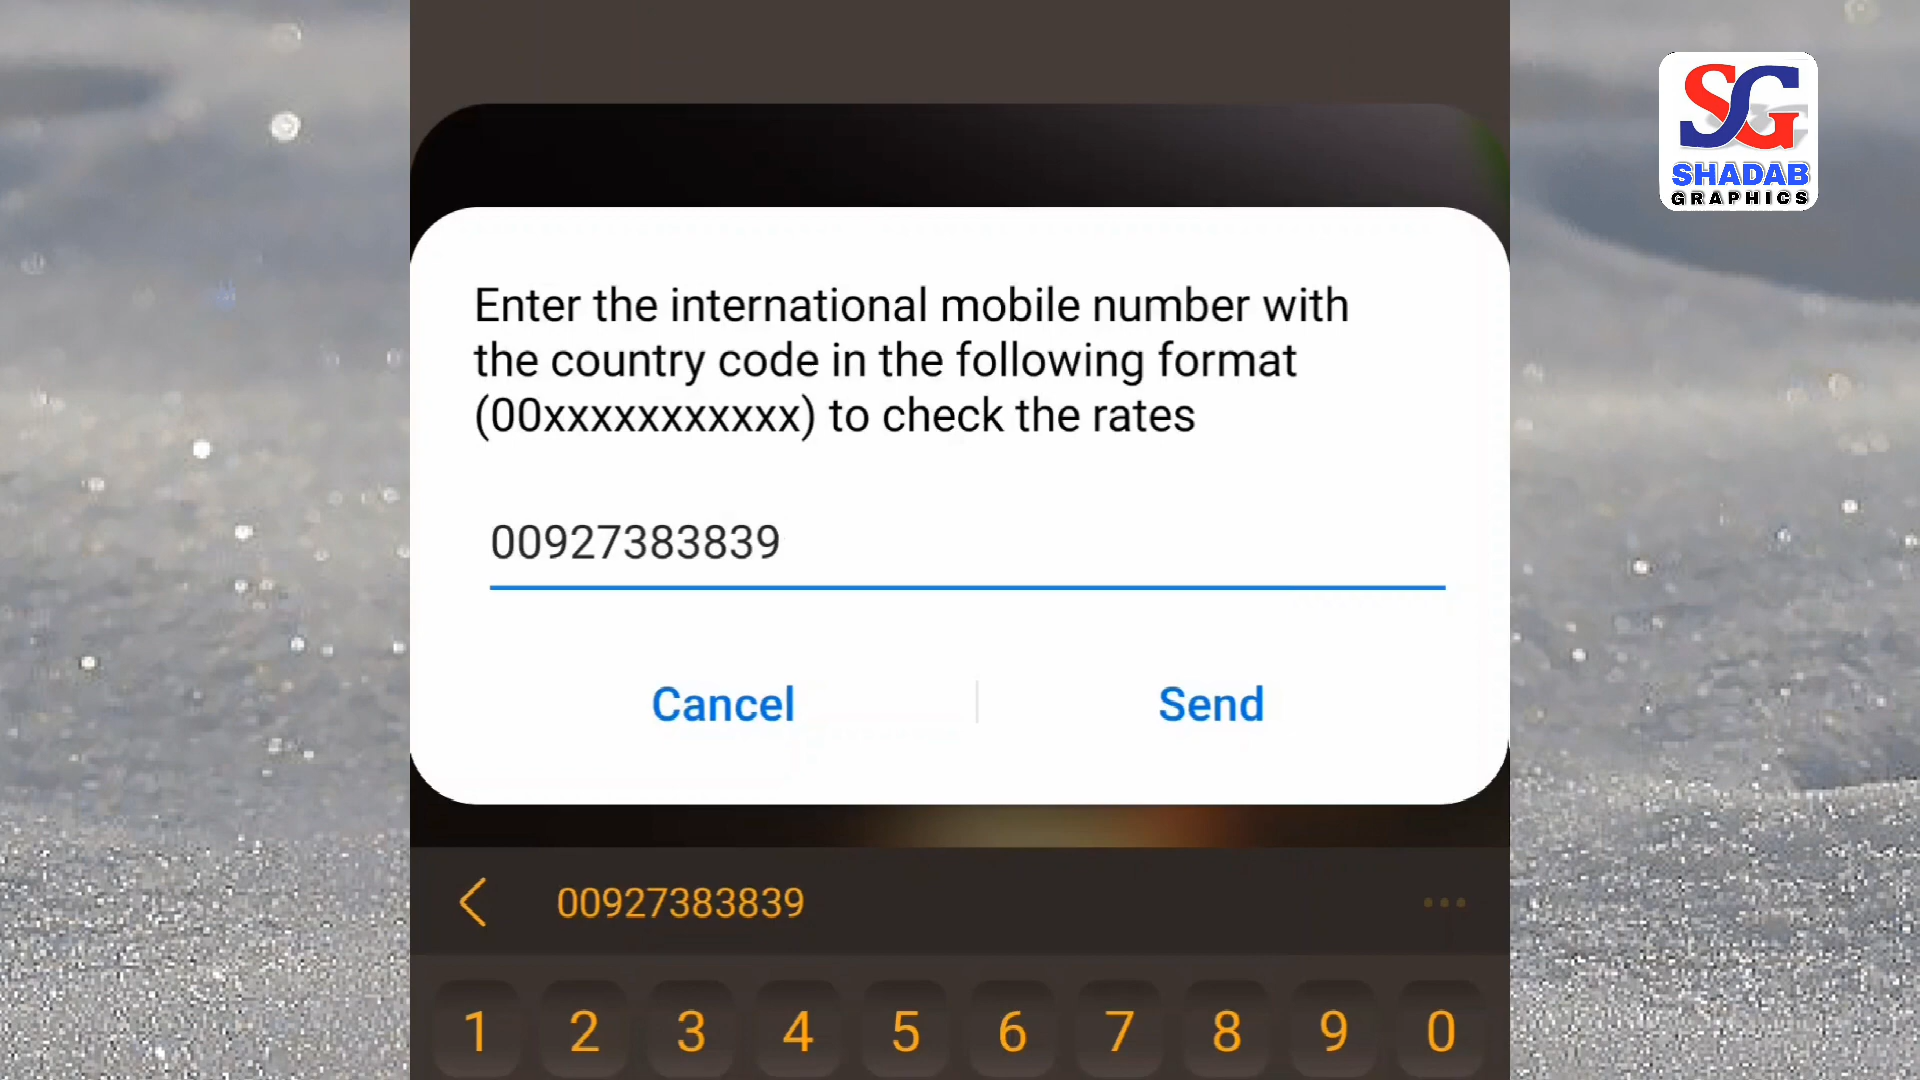 SG
SHADAB
GRAPHICS
Enter the international mobile number with
the country code in the following format
(00xxxxxxxxxxx) to check the rates
00927383839
Cancel
Send
00927383839
1 2 3 4 5 6 7 8 9 0